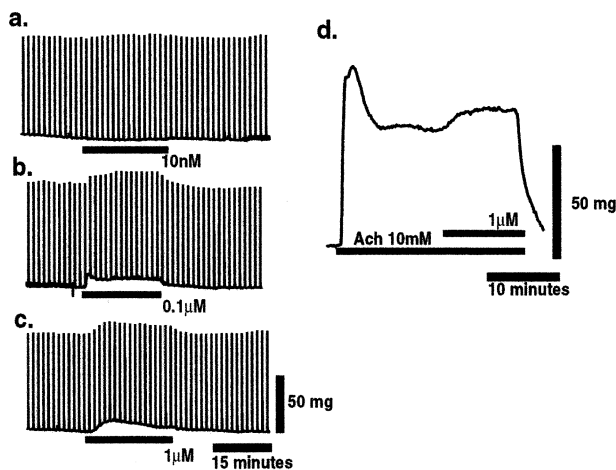 a.
10nM
b.
0.1µM
c.
1µM
15 minutes
50 mg
d.
1µM
Ach 10mM
10 minutes
50 mg